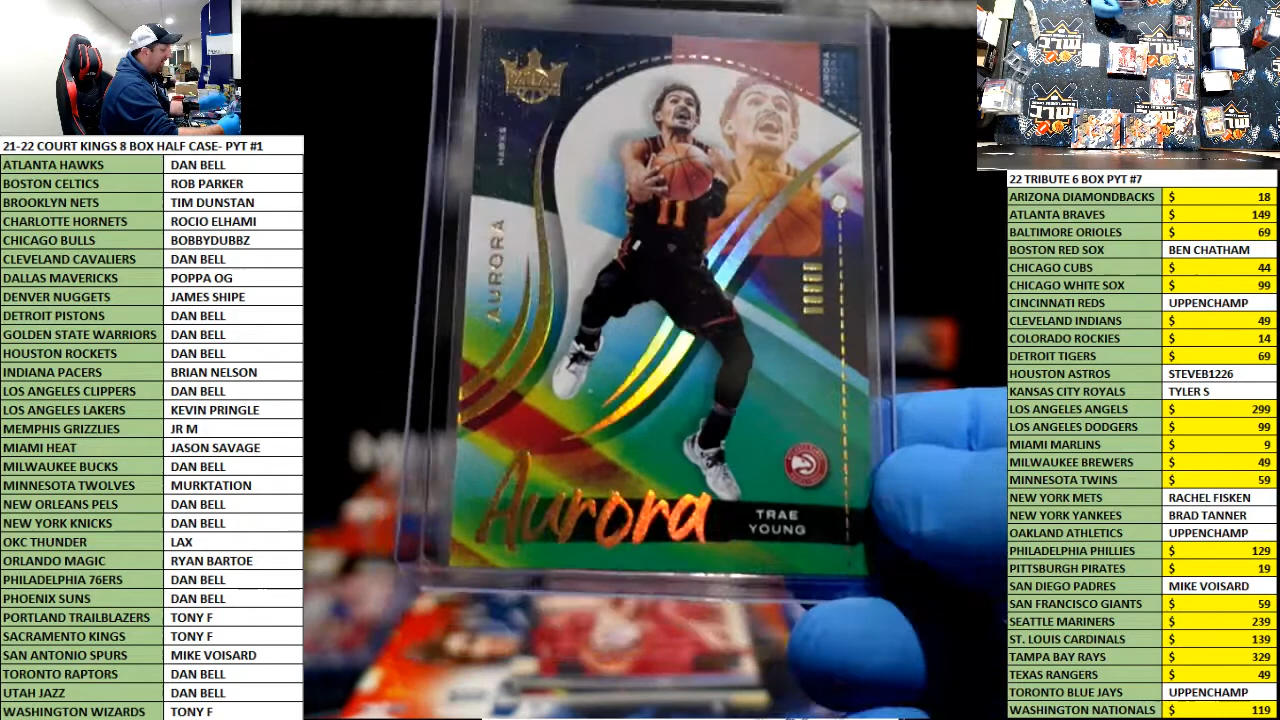 21-22 COURT KINGS 8 BOX HALF CASE- PYT #1
ATLANTA HAWKS DAN BELL
BOSTON CELTICS ROB PARKER
BROOKLYN NETS TIM DUNSTAN
CHARLOTTE HORNETS ROCIO ELHAMI
CHICAGO BULLS BOBBYDUBBZ
CLEVELAND CAVALIERS DAN BELL
DALLAS MAVERICKS POPPA OG
DENVER NUGGETS JAMES SHIPE
DETROIT PISTONS DAN BELL
GOLDEN STATE WARRIORS DAN BELL
HOUSTON ROCKETS DAN BELL
INDIANA PACERS BRIAN NELSON
LOS ANGELES CLIPPERS DAN BELL
LOS ANGELES LAKERS KEVIN PRINGLE
MEMPHIS GRIZZLIES JR M
MIAMI HEAT JASON SAVAGE
MILWAUKEE BUCKS DAN BELL
MINNESOTA TWOLVES MURKTATION
NEW ORLEANS PELS DAN BELL
NEW YORK KNICKS DAN BELL
OKC THUNDER LAX
ORLANDO MAGIC RYAN BARTOE
PHILADELPHIA 76ERS DAN BELL
PHOENIX SUNS DAN BELL
PORTLAND TRAILBLAZERS TONY F
SACRAMENTO KINGS TONY F
SAN ANTONIO SPURS MIKE VOISARD
TORONTO RAPTORS DAN BELL
UTAH JAZZ DAN BELL
WASHINGTON WIZARDS TONY F
HAWKS
AURORA
AURORA
11
Aurora
TRAE
YOUNG
22 TRIBUTE 6 BOX PYT #7
ARIZONA DIAMONDBACKS $ 18
ATLANTA BRAVES $ 149
BALTIMORE ORIOLES $ 69
BOSTON RED SOX BEN CHATHAM
CHICAGO CUBS $ 44
CHICAGO WHITE SOX $ 99
CINCINNATI REDS UPPENCHAMP
CLEVELAND INDIANS $ 49
COLORADO ROCKIES $ 14
DETROIT TIGERS $ 69
HOUSTON ASTROS STEVEB1226
KANSAS CITY ROYALS TYLER S
LOS ANGELES ANGELS $ 299
LOS ANGELES DODGERS $ 99
MIAMI MARLINS $ 9
MILWAUKEE BREWERS $ 49
MINNESOTA TWINS $ 59
NEW YORK METS RACHEL FISKEN
NEW YORK YANKEES BRAD TANNER
OAKLAND ATHLETICS UPPENCHAMP
PHILADELPHIA PHILLIES $ 129
PITTSBURGH PIRATES $ 19
SAN DIEGO PADRES MIKE VOISARD
SAN FRANCISCO GIANTS $ 59
SEATTLE MARINERS $ 239
ST. LOUIS CARDINALS $ 139
TAMPA BAY RAYS $ 329
TEXAS RANGERS $ 49
TORONTO BLUE JAYS UPPENCHAMP
WASHINGTON NATIONALS $ 119